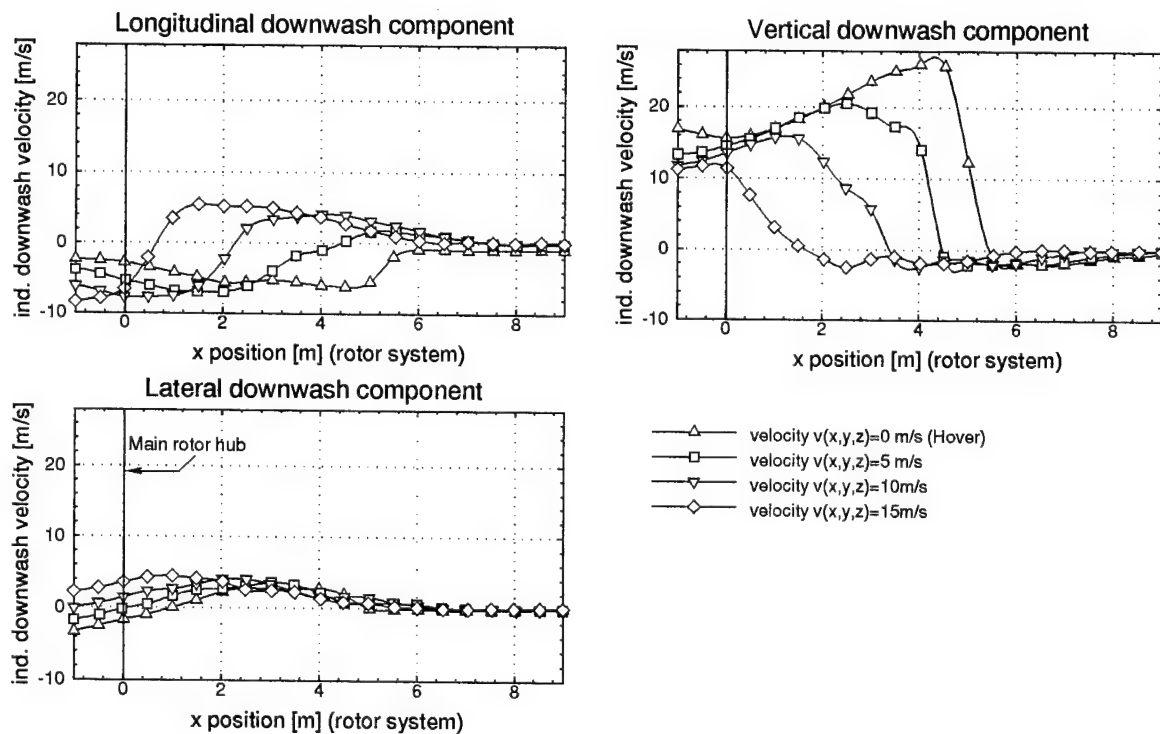 Longitudinal downwash component
ind. downwash velocity [m/s]
20
10
0
-10
0 2 4 6 8
x position [m] (rotor system)
Vertical downwash component
ind. downwash velocity [m/s]
20
10
0
-10
0 2 4 6 8
x position [m] (rotor system)
Lateral downwash component
ind. downwash velocity [m/s]
Main rotor hub
20
10
0
-10
0 2 4 6 8
x position [m] (rotor system)
velocity v(x,y,z)=0 m/s (Hover)
velocity v(x,y,z)=5 m/s
velocity v(x,y,z)=10m/s
velocity v(x,y,z)=15m/s